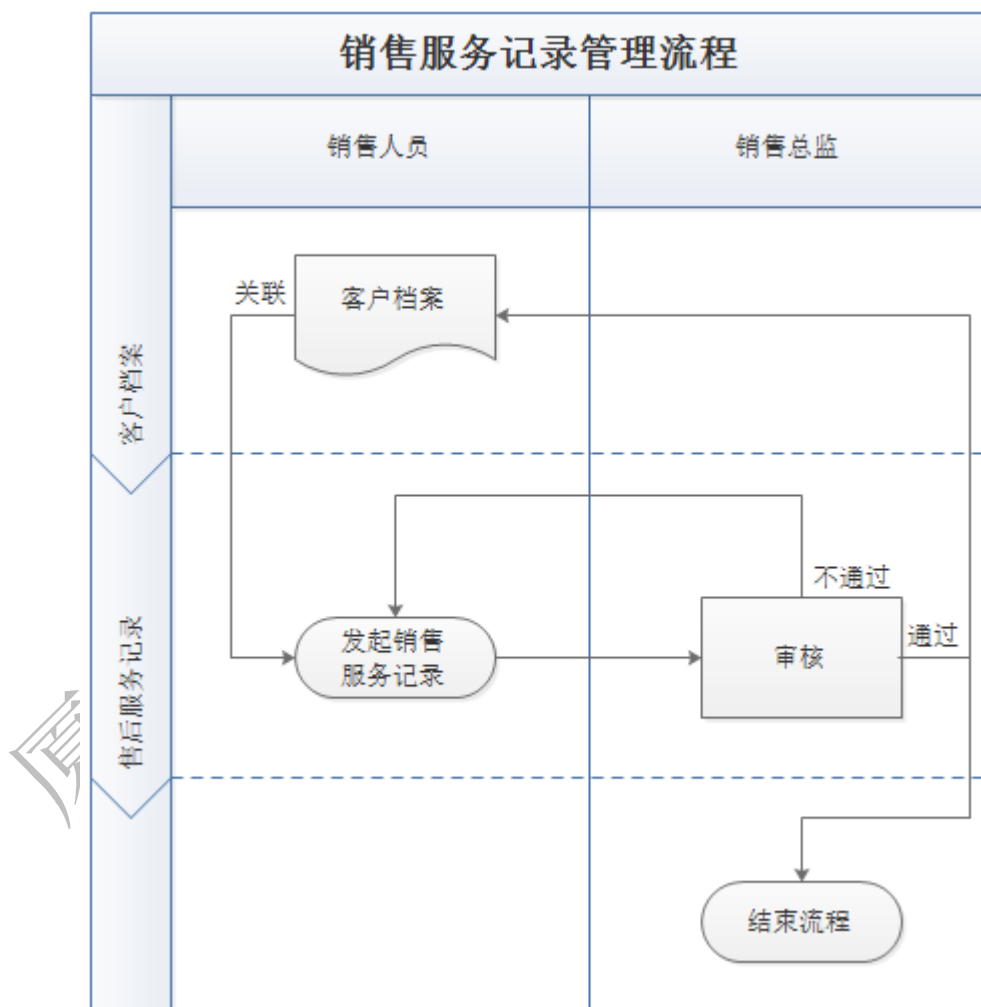 销售服务记录管理流程
销售人员
销售总监
关联
客户档案
客户档案
不通过
发起销售
服务记录
审核
通过
售后服务记录
结束流程